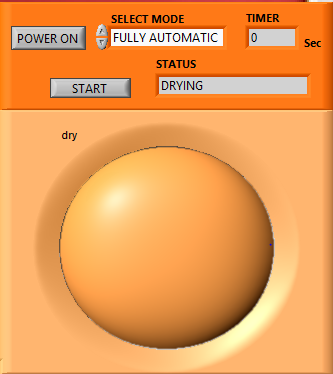 SELECT MODE
TIMER
POWER ON
FULLY AUTOMATIC
0
Sec
STATUS
START
DRYING
dry